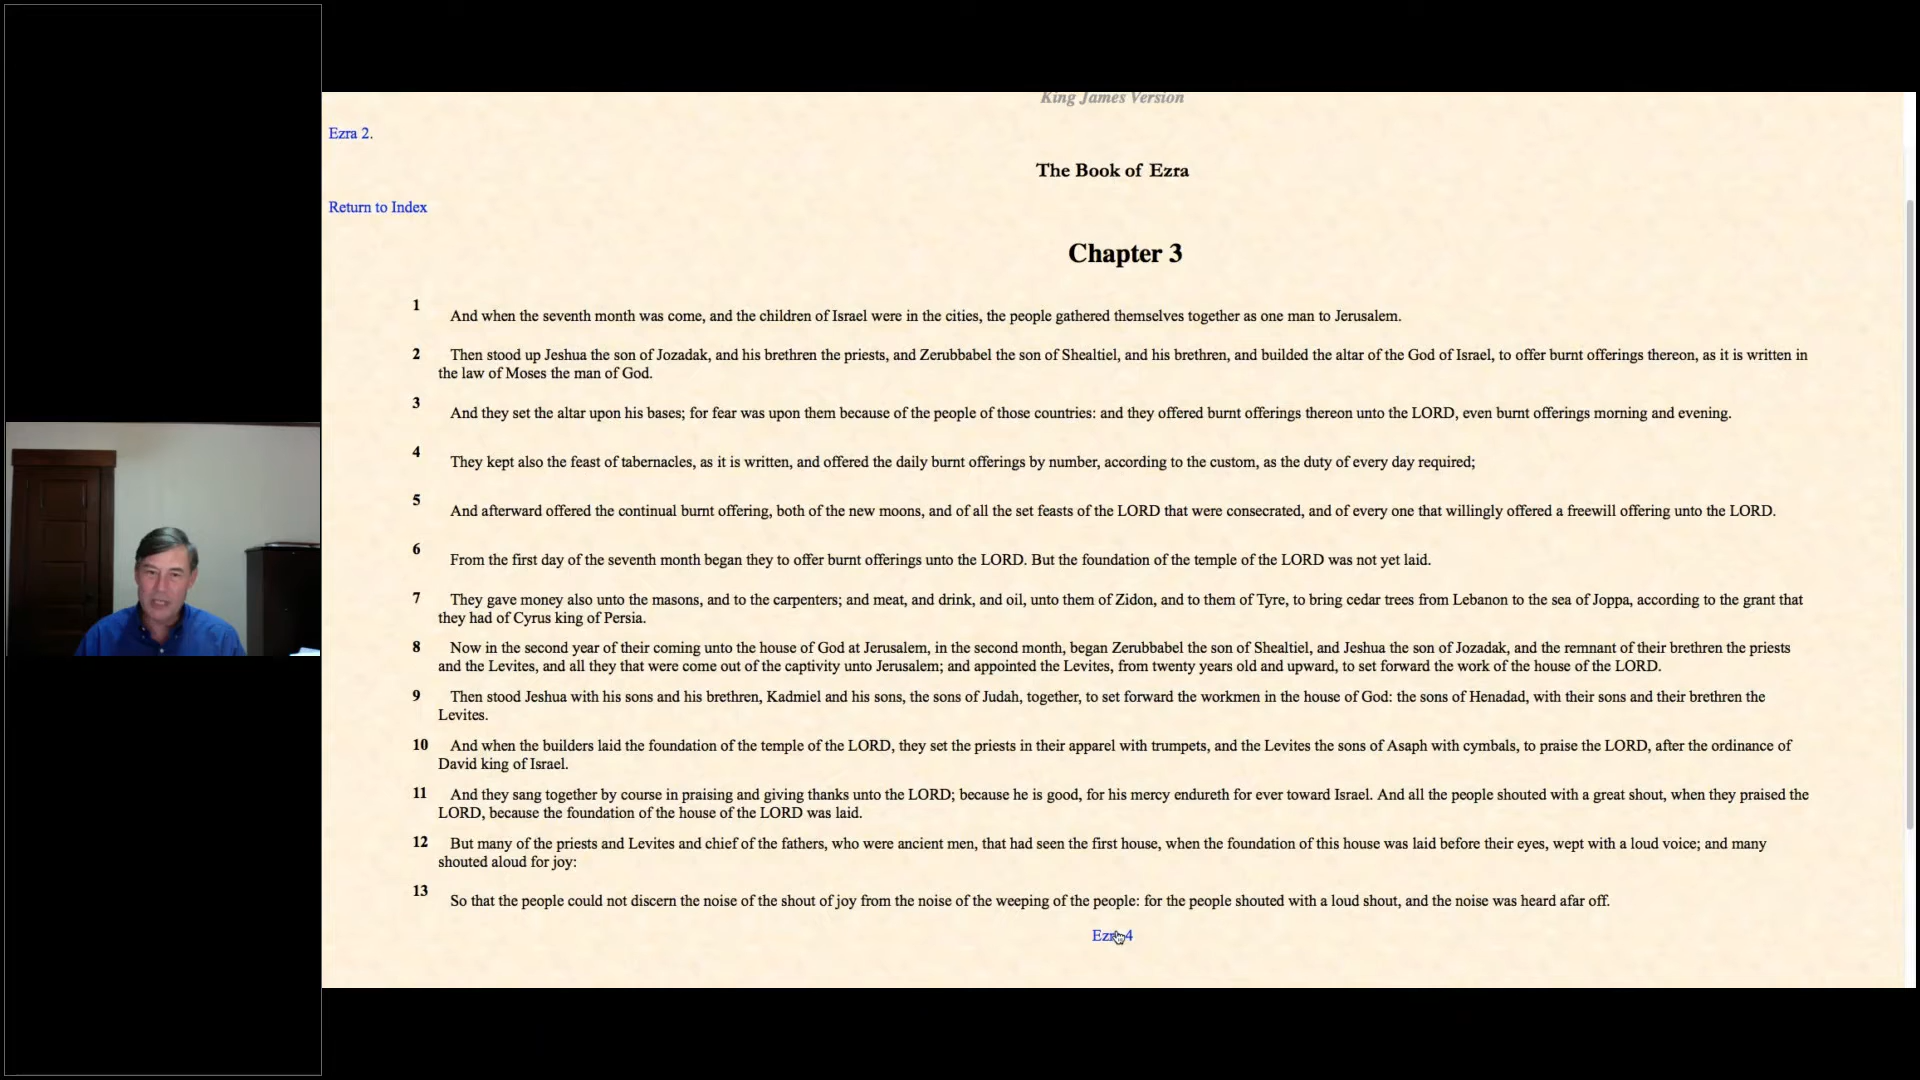 King James Version
Ezra 2.
The Book of Ezra
Return to Index
Chapter 3
1 And when the seventh month was come, and the children of Israel were in the cities, the people gathered themselves together as one man to Jerusalem.
2 Then stood up Jeshua the son of Jozadak, and his brethren the priests, and Zerubbabel the son of Shealtiel, and his brethren, and builded the altar of the God of Israel, to offer burnt offerings thereon, as it is written in
the law of Moses the man of God.
3 And they set the altar upon his bases; for fear was upon them because of the people of those countries: and they offered burnt offerings thereon unto the LORD, even burnt offerings morning and evening.
4 They kept also the feast of tabernacles, as it is written, and offered the daily burnt offerings by number, according to the custom, as the duty of every day required;
5 And afterward offered the continual burnt offering, both of the new moons, and of all the set feasts of the LORD that were consecrated, and of every one that willingly offered a freewill offering unto the LORD.
6 From the first day of the seventh month began they to offer burnt offerings unto the LORD. But the foundation of the temple of the LORD was not yet laid.
7 They gave money also unto the masons, and to the carpenters; and meat, and drink, and oil, unto them of Zidon, and to them of Tyre, to bring cedar trees from Lebanon to the sea of Joppa, according to the grant that
they had of Cyrus king of Persia.
8 Now in the second year of their coming unto the house of God at Jerusalem, in the second month, began Zerubbabel the son of Shealtiel, and Jeshua the son of Jozadak, and the remnant of their brethren the priests
and the Levites, and all they that were come out of the captivity unto Jerusalem; and appointed the Levites, from twenty years old and upward, to set forward the work of the house of the LORD.
9 Then stood Jeshua with his sons and his brethren, Kadmiel and his sons, the sons of Judah, together, to set forward the workmen in the house of God: the sons of Henadad, with their sons and their brethren the
Levites.
10 And when the builders laid the foundation of the temple of the LORD, they set the priests in their apparel with trumpets, and the Levites the sons of Asaph with cymbals, to praise the LORD, after the ordinance of
David king of Israel.
11 And they sang together by course in praising and giving thanks unto the LORD; because he is good, for his mercy endureth for ever toward Israel. And all the people shouted with a great shout, when they praised the
LORD, because the foundation of the house of the LORD was laid.
12 But many of the priests and Levites and chief of the fathers, who were ancient men, that had seen the first house, when the foundation of this house was laid before their eyes, wept with a loud voice; and many
shouted aloud for joy:
13 So that the people could not discern the noise of the shout of joy from the noise of the weeping of the people: for the people shouted with a loud shout, and the noise was heard afar off.
Ezra 4